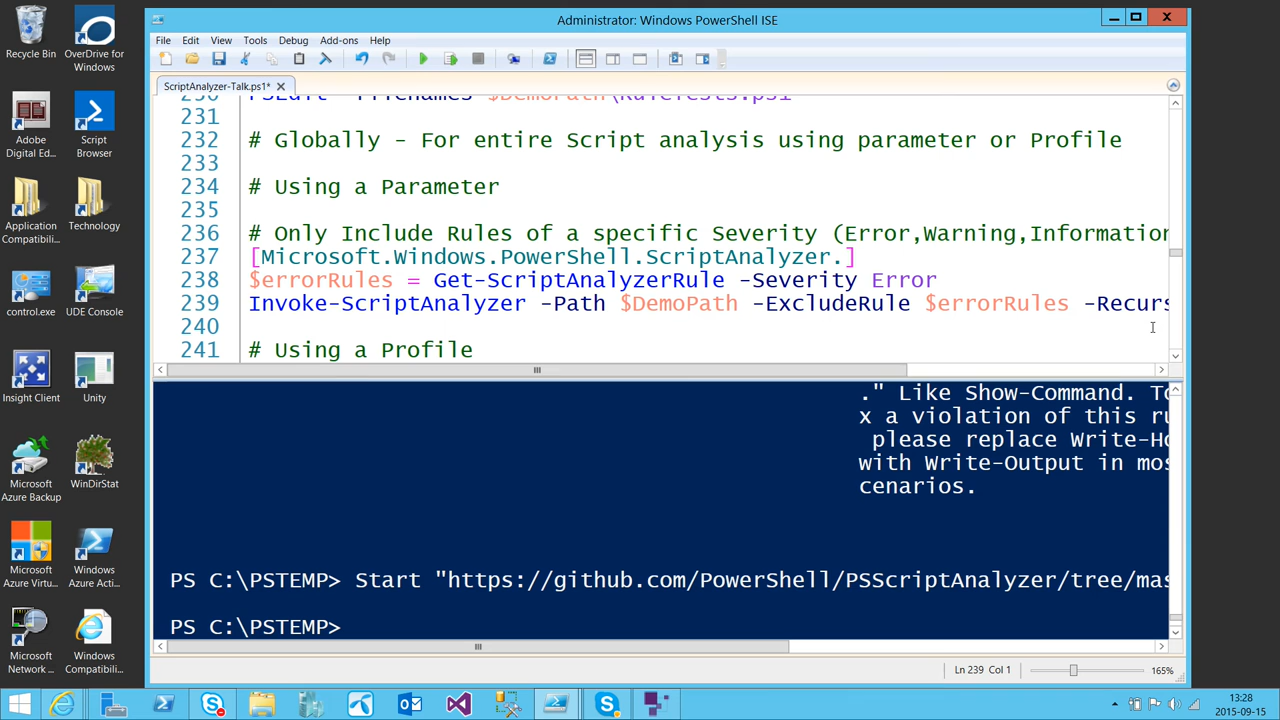 Administrator: Windows PowerShell ISE
File Edit View Tools Debug Add-ons Help
ScriptAnalyzer-Talk.ps1*
230 PSEdit -Filenames $DemoPath\RuleTests.ps1
231
232 # Globally - For entire Script analysis using parameter or Profile
233
234 # Using a Parameter
235
236 # Only Include Rules of a specific Severity (Error,Warning,Information
237 [Microsoft.Windows.PowerShell.ScriptAnalyzer.]
238 $errorRules = Get-ScriptAnalyzerRule -Severity Error
239 Invoke-ScriptAnalyzer -Path $DemoPath -ExcludeRule $errorRules -Recurs
240
241 # Using a Profile
." Like Show-Command. To
x a violation of this ru
please replace Write-Ho
with Write-Output in mos
cenarios.
PS C:\PSTEMP> Start "https://github.com/PowerShell/PSScriptAnalyzer/tree/mas
PS C:\PSTEMP>
Ln 239 Col 1
165%
Recycle Bin
OverDrive for
Windows
Adobe
Digital Ed...
Script
Browser
Application
Compatibili...
Technology
control.exe
UDE Console
Insight Client
Unity
Microsoft
Azure Backup
WinDirStat
Microsoft
Azure Virtu...
Windows
Azure Acti...
Microsoft
Network ...
Windows
Compatibili...
13:28
2015-09-15